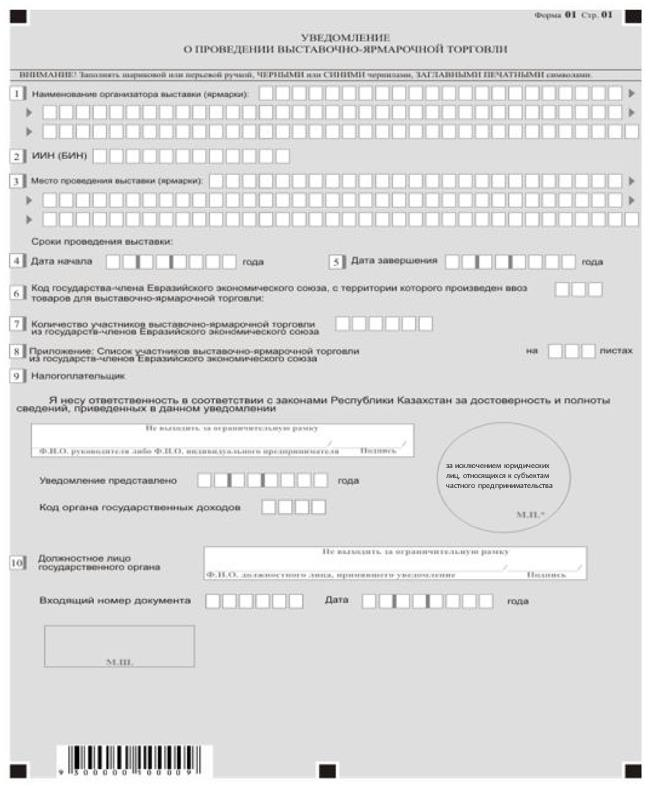 Форма 01 Стр. 01
УВЕДОМЛЕНИЕ
О ПРОВЕДЕНИИ ВЫСТАВОЧНО-ЯРМАРОЧНОЙ ТОРГОВЛИ
ВНИМАНИЕ! Заполнять шариковой или перьевой ручкой, ЧЕРНЫМИ или СИНИМИ чернилами, ЗАГЛАВНЫМИ ПЕЧАТНЫМИ символами.
1 Наименование организатора выставки (ярмарки):
2 ИИН (БИН)
3 Место проведения выставки (ярмарки):
Сроки проведения выставки:
4 Дата начала года 5 Дата завершения года
6 Код государства-члена Евразийского экономического союза, с территории которого произведен ввоз
товаров для выставочно-ярмарочной торговли:
7 Количество участников выставочно-ярмарочной торговли
из государств-членов Евразийского экономического союза
8 Приложение: Список участников выставочно-ярмарочной торговли на листах
из государств-членов Евразийского экономического союза
9 Налогоплательщик
Я несу ответственность в соответствии с законами Республики Казахстан за достоверность и полноты
сведений, приведенных в данном уведомлении
Не выходить за ограничительную рамку
Ф.И.О. руководителя либо Ф.И.О. индивидуального предпринимателя Подпись
за исключением юридических
лиц, относящихся к субъектам
частного предпринимательства
М.П.*
Уведомление представлено года
Код органа государственных доходов
10 Должностное лицо
государственного органа
Не выходить за ограничительную рамку
Ф.И.О. должностного лица, принявшего уведомление Подпись
Входящий номер документа Дата года
М.Ш.